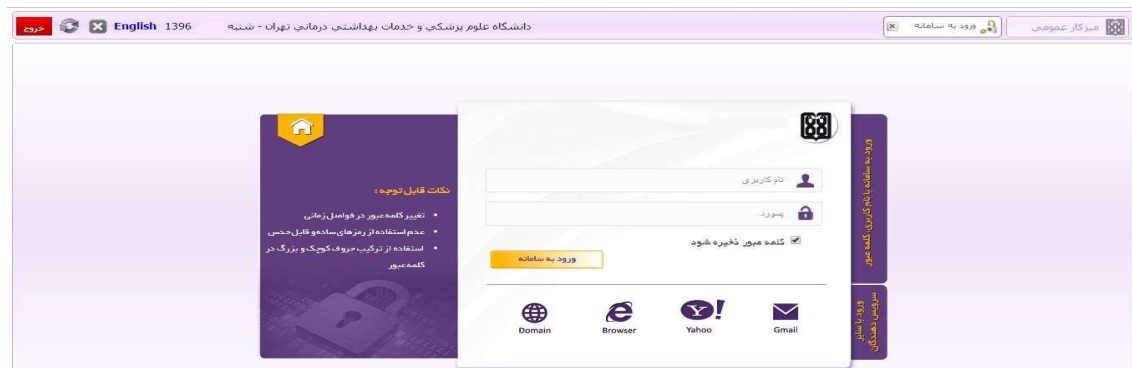 میزکار عمومی
ورود به سامانه
دانشگاه علوم پزشكي و خدمات بهداشتي درماني تهران - شنبه
1396 English
خروج
ورود به سامانه با نام کاربری، کلمه عبور
نام کاربری
پسورد
کلمه عبور ذخیره شود
ورود به سامانه
Gmail
Yahoo
Browser
Domain
ورود با سایر
سرویس دهندگان
نکات قابل توجه :
• تغییر کلمه عبور در فواصل زمانی
• عدم استفاده از رمزهای ساده و قابل حدس
• استفاده از ترکیب حروف کوچک و بزرگ در
کلمه عبور